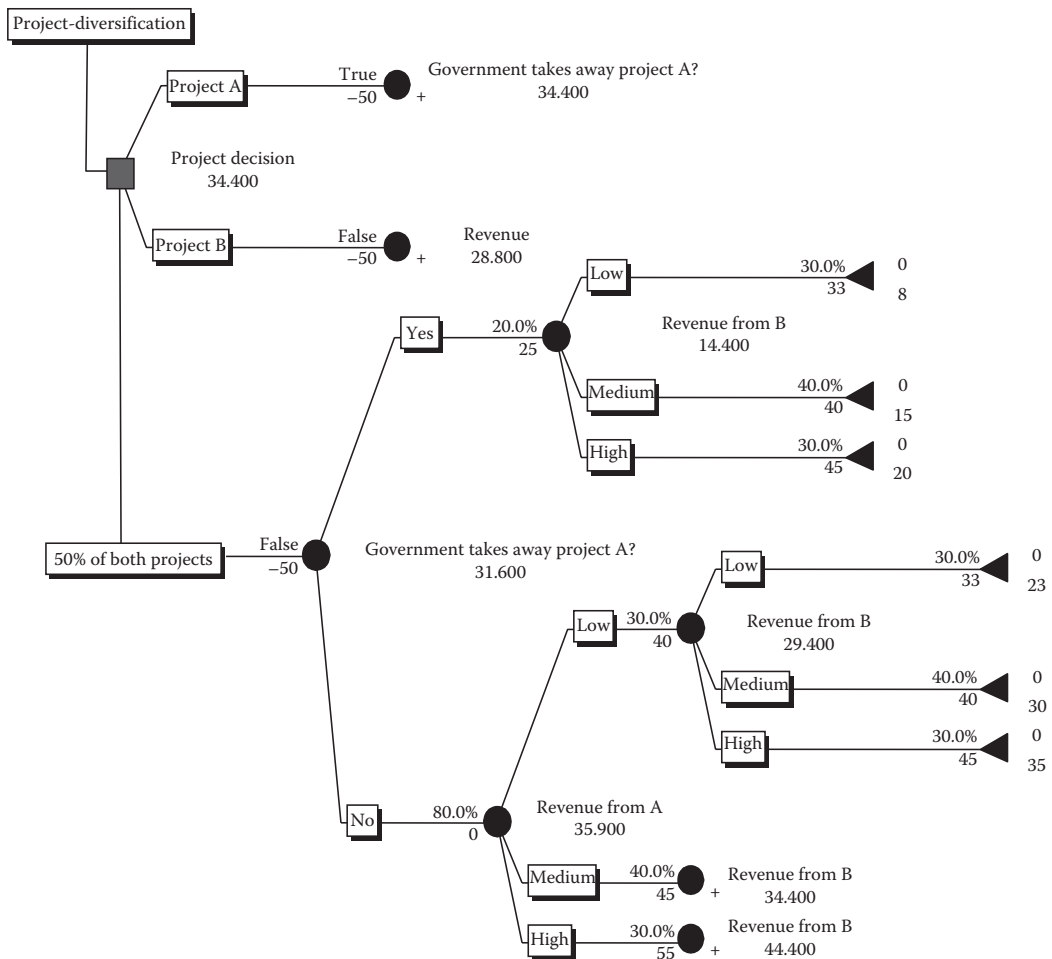 Project-diversification
Project A
True
−50
+
Government takes away project A?
34.400
Project decision
34.400
Project B
False
−50
+
Revenue
28.800
Yes
20.0%
25
Low
30.0%
33
0
8
Revenue from B
14.400
Medium
40.0%
40
0
15
High
30.0%
45
0
20
50% of both projects
False
−50
Government takes away project A?
31.600
Low
30.0%
40
Low
30.0%
33
0
23
Revenue from B
29.400
Medium
40.0%
40
0
30
High
30.0%
45
0
35
No
80.0%
0
Revenue from A
35.900
Medium
40.0%
45
+
Revenue from B
34.400
High
30.0%
55
+
Revenue from B
44.400